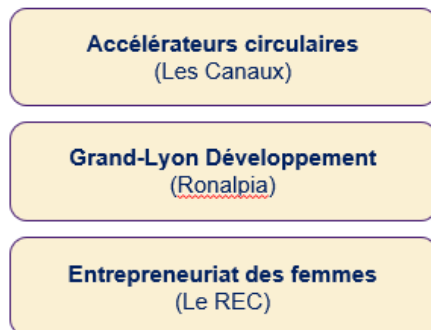 Accélérateurs circulaires
(Les Canaux)
Grand-Lyon Développement
(Ronalpia)
Entrepreneuriat des femmes
(Le REC)